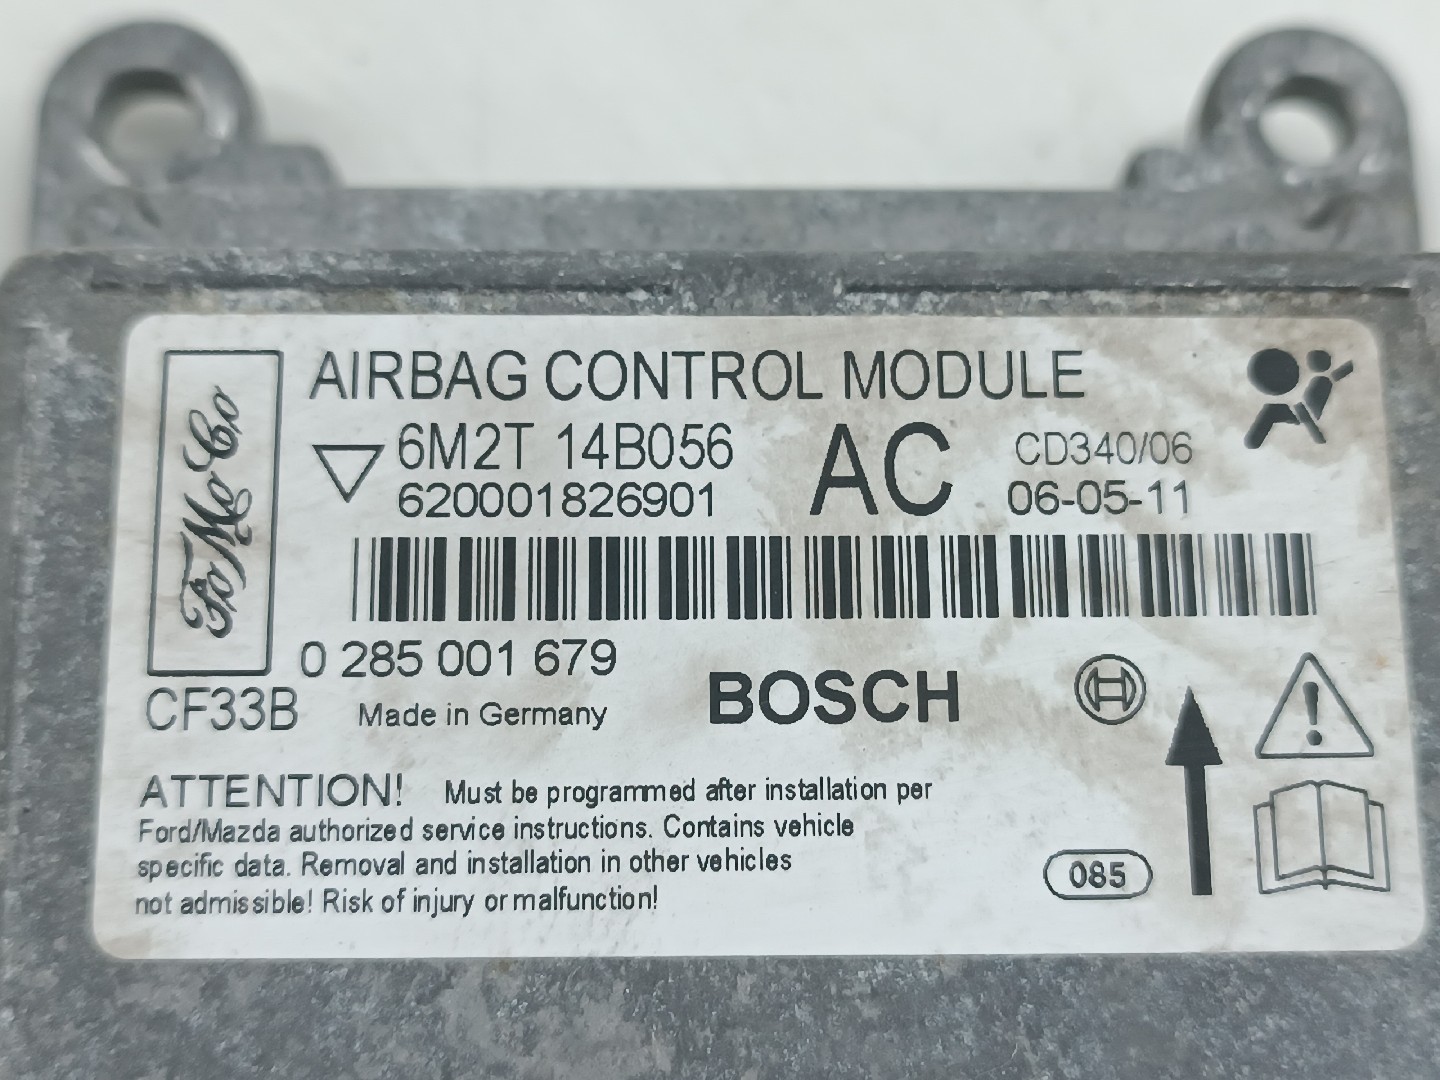 FoMoCo
AIRBAG CONTROL MODULE
6M2T 14B056 AC CD340/06
620001826901 06-05-11
0 285 001 679
CF33B Made in Germany BOSCH
ATTENTION! Must be programmed after installation per
Ford/Mazda authorized service instructions. Contains vehicle
specific data. Removal and installation in other vehicles
not admissible! Risk of injury or malfunction!
085